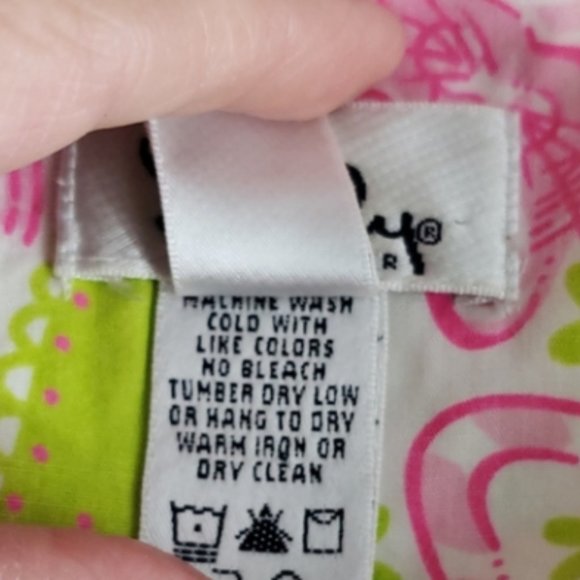 ®
R
MACHINE WASH
COLD WITH
LIKE COLORS
NO BLEACH
TUMBER DRY LOW
OR HANG TO DRY
WARM IRON OR
DRY CLEAN